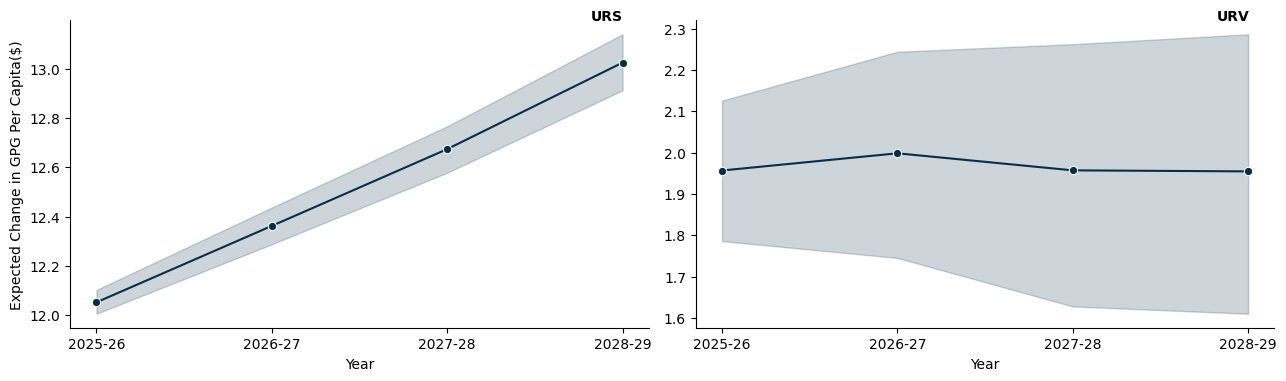 URS
Expected Change in GPG Per Capita($)
13.0
12.8
12.6
12.4
12.2
12.0
2025-26 2026-27 2027-28 2028-29
Year
URV
2.3
2.2
2.1
2.0
1.9
1.8
1.7
1.6
2025-26 2026-27 2027-28 2028-29
Year